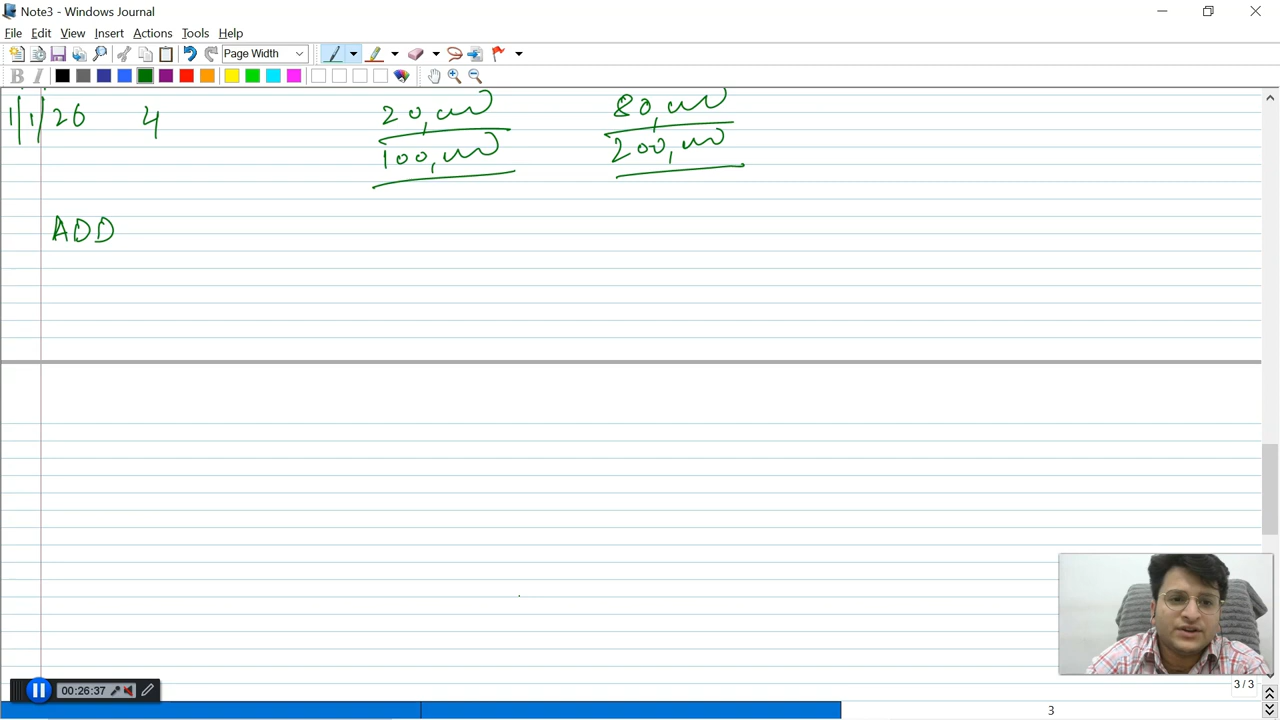 Note3 - Windows Journal
File Edit View Insert Actions Tools Help
Page Width
B I
1|1|26 4 20,000 80,000
100,000 200,000
ADD
3 / 3
00:26:37
3